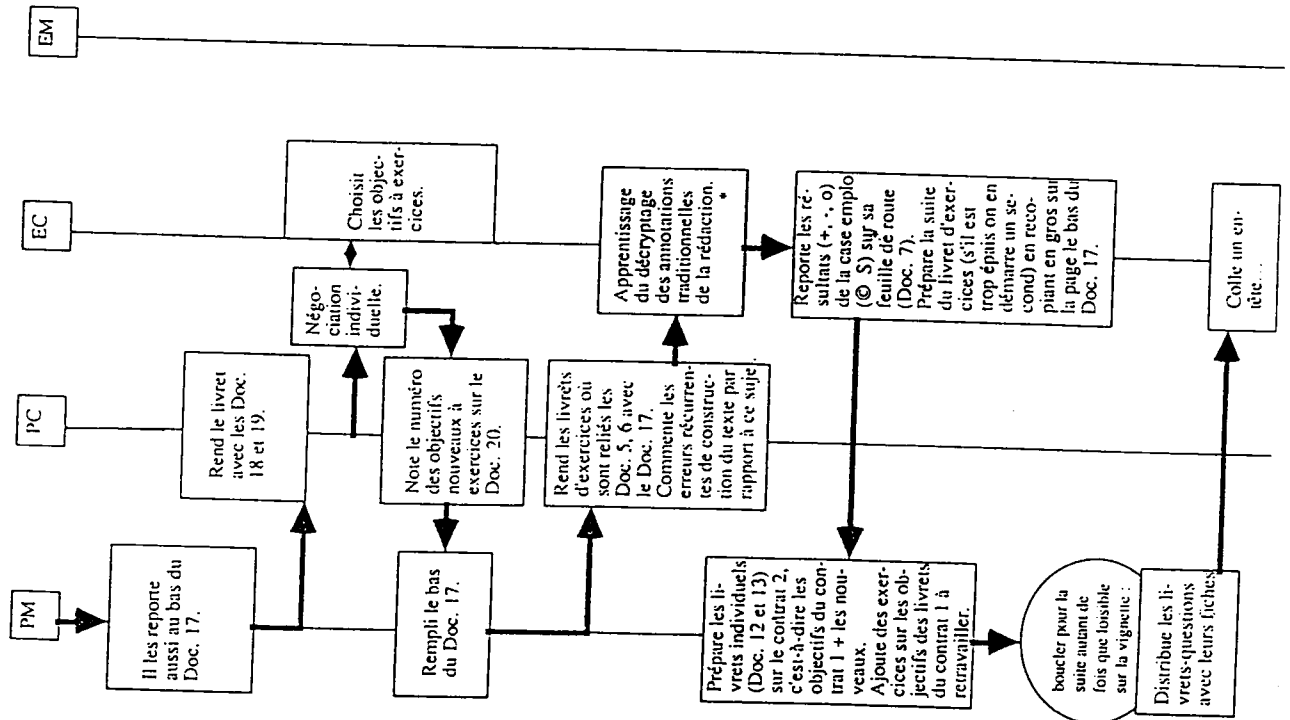 PM
PC
EC
EM
Il les reporte
aussi au bas du
Doc. 17.
Rend le livret
avec les Doc.
18 et 19.
Négo-
ciation
indivi-
duelle.
Choisit
les objec-
tifs à exer-
cices.
Note le numéro
des objectifs
nouveaux à
exercices sur le
Doc. 20.
Rempli le bas
du Doc. 17.
Rend les livrets
d'exercices où
sont reliés les
Doc. 5, 6 avec
le Doc. 17.
Commente les
erreurs récurren-
tes de construc-
tion du texte par
rapport à ce suje
Apprentissage
du décryptage
des annotations
traditionnelles
de la rédaction.
*
Reporte les ré-
sultats (+, -, o)
de la case emplo
(© S) sur sa
feuille de route
(Doc. 7).
Prépare la suite
du livret d'exer-
cices (s'il est
trop épais on en
démarre un se-
cond) en reco-
piant en gros sur
la page le bas du
Doc. 17.
Prépare les li-
vrets individuels
(Doc. 12 et 13)
sur le contrat 2,
c'est-à-dire les
objectifs du con-
trat 1 + les nou-
veaux.
Ajoute des exer-
cices sur les ob-
jectifs des livrets
du contrat 1 à
retravailler.
boucler pour la
suite autant de
fois que loisible
sur la vignette :
Distribue les li-
vrets-questions
avec leurs fiches
Colle un en-
tête...